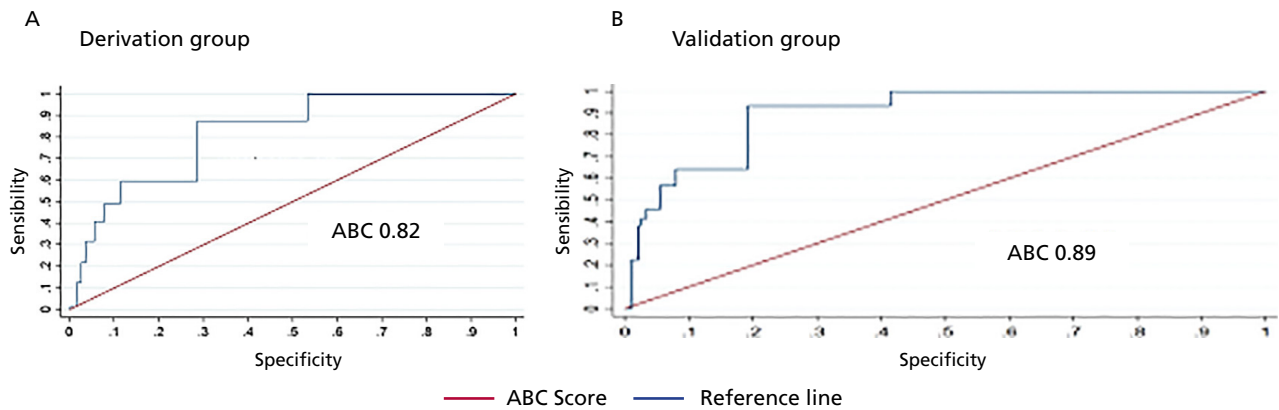 A
Derivation group
1
.9
.8
.7
.6
.5
.4
.3
.2
.1
0
Sensibility
ABC 0.82
0 .1 .2 .3 .4 .5 .6 .7 .8 .9 1
Specificity
B
Validation group
1
.9
.8
.7
.6
.5
.4
.3
.2
.1
0
Sensibility
ABC 0.89
0 .1 .2 .3 .4 .5 .6 .7 .8 .9 1
Specificity
ABC Score Reference line